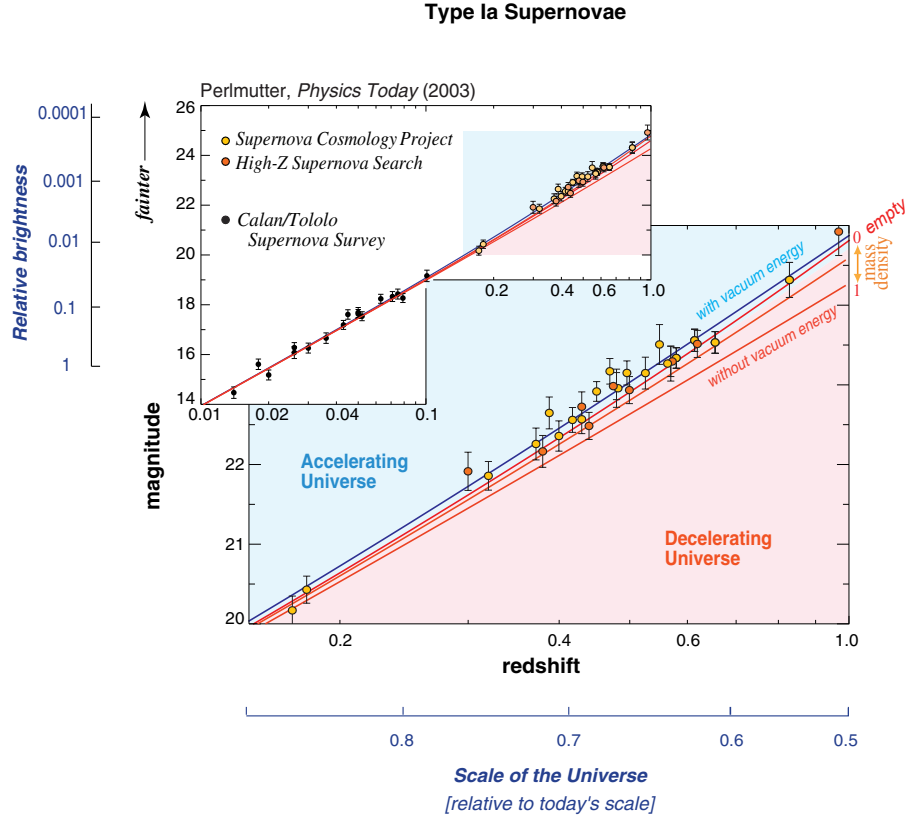 Type Ia Supernovae
Perlmutter, Physics Today (2003)
0.0001
0.001
0.01
0.1
1
Relative brightness
fainter
26
24
22
20
18
16
14
Supernova Cosmology Project
High-Z Supernova Search
Calan/Tololo
Supernova Survey
0.01
0.02
0.04
0.1
0.2
0.4
0.6
1.0
magnitude
22
21
20
with vacuum energy
without vacuum energy
empty
0
mass
density
1
Accelerating
Universe
Decelerating
Universe
0.2
0.4
0.6
1.0
redshift
0.8
0.7
0.6
0.5
Scale of the Universe
[relative to today's scale]